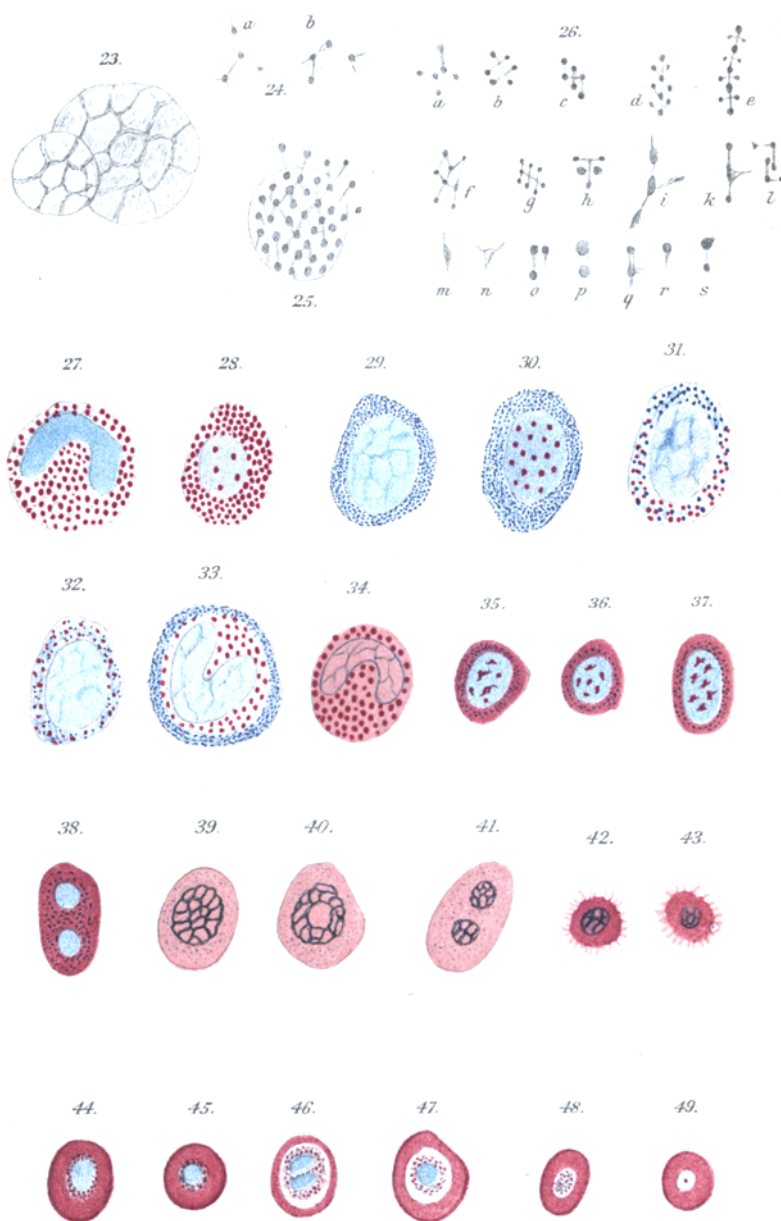 23.
a b
24.
25.
26.
a b c d e
f g h i k l
m n o p q r s
27. 28. 29. 30. 31.
32. 33. 34. 35. 36. 37.
38. 39. 40. 41. 42. 43.
44. 45. 46. 47. 48. 49.